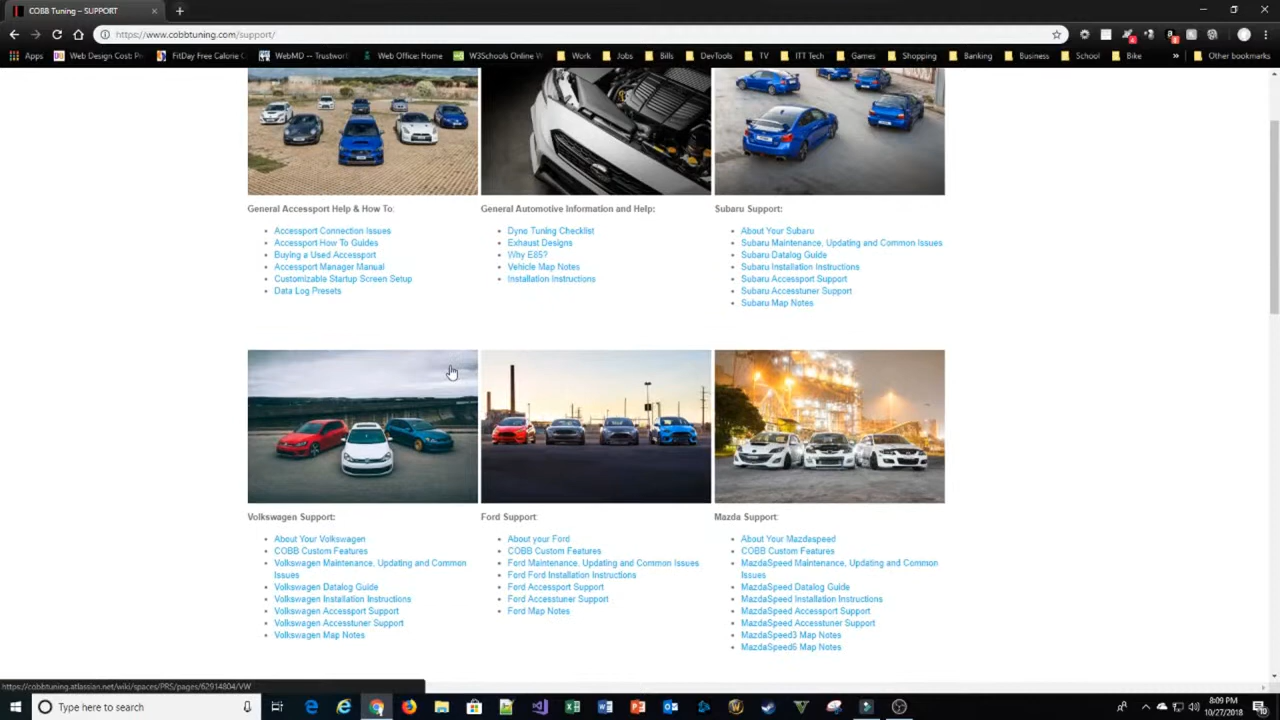 COBB Tuning – SUPPORT
https://www.cobbtuning.com/support/
Apps
Web Design Cost: P
FitDay Free Calorie C
WebMD -- Trustwort
Web Office: Home
W3Schools Online W
Work
Jobs
Bills
DevTools
TV
ITT Tech
Games
Shopping
Banking
Business
School
Bike
»
Other bookmarks
General Accessport Help & How To:
Accessport Connection Issues
Accessport How To Guides
Buying a Used Accessport
Accessport Manager Manual
Customizable Startup Screen Setup
Data Log Presets
General Automotive Information and Help:
Dyno Tuning Checklist
Exhaust Designs
Why E85?
Vehicle Map Notes
Installation Instructions
Subaru Support:
About Your Subaru
Subaru Maintenance, Updating and Common Issues
Subaru Datalog Guide
Subaru Installation Instructions
Subaru Accessport Support
Subaru Accesstuner Support
Subaru Map Notes
Volkswagen Support:
About Your Volkswagen
COBB Custom Features
Volkswagen Maintenance, Updating and Common
Issues
Volkswagen Datalog Guide
Volkswagen Installation Instructions
Volkswagen Accessport Support
Volkswagen Accesstuner Support
Volkswagen Map Notes
Ford Support:
About your Ford
COBB Custom Features
Ford Maintenance, Updating and Common Issues
Ford Ford Installation Instructions
Ford Accessport Support
Ford Accesstuner Support
Ford Map Notes
Mazda Support:
About Your Mazdaspeed
COBB Custom Features
MazdaSpeed Maintenance, Updating and Common
Issues
MazdaSpeed Datalog Guide
MazdaSpeed Installation Instructions
MazdaSpeed Accessport Support
MazdaSpeed Accesstuner Support
MazdaSpeed3 Map Notes
MazdaSpeed6 Map Notes
https://cobbtuning.atlassian.net/wiki/spaces/PRS/pages/62914804/VW
Type here to search
8:09 PM
10/27/2018